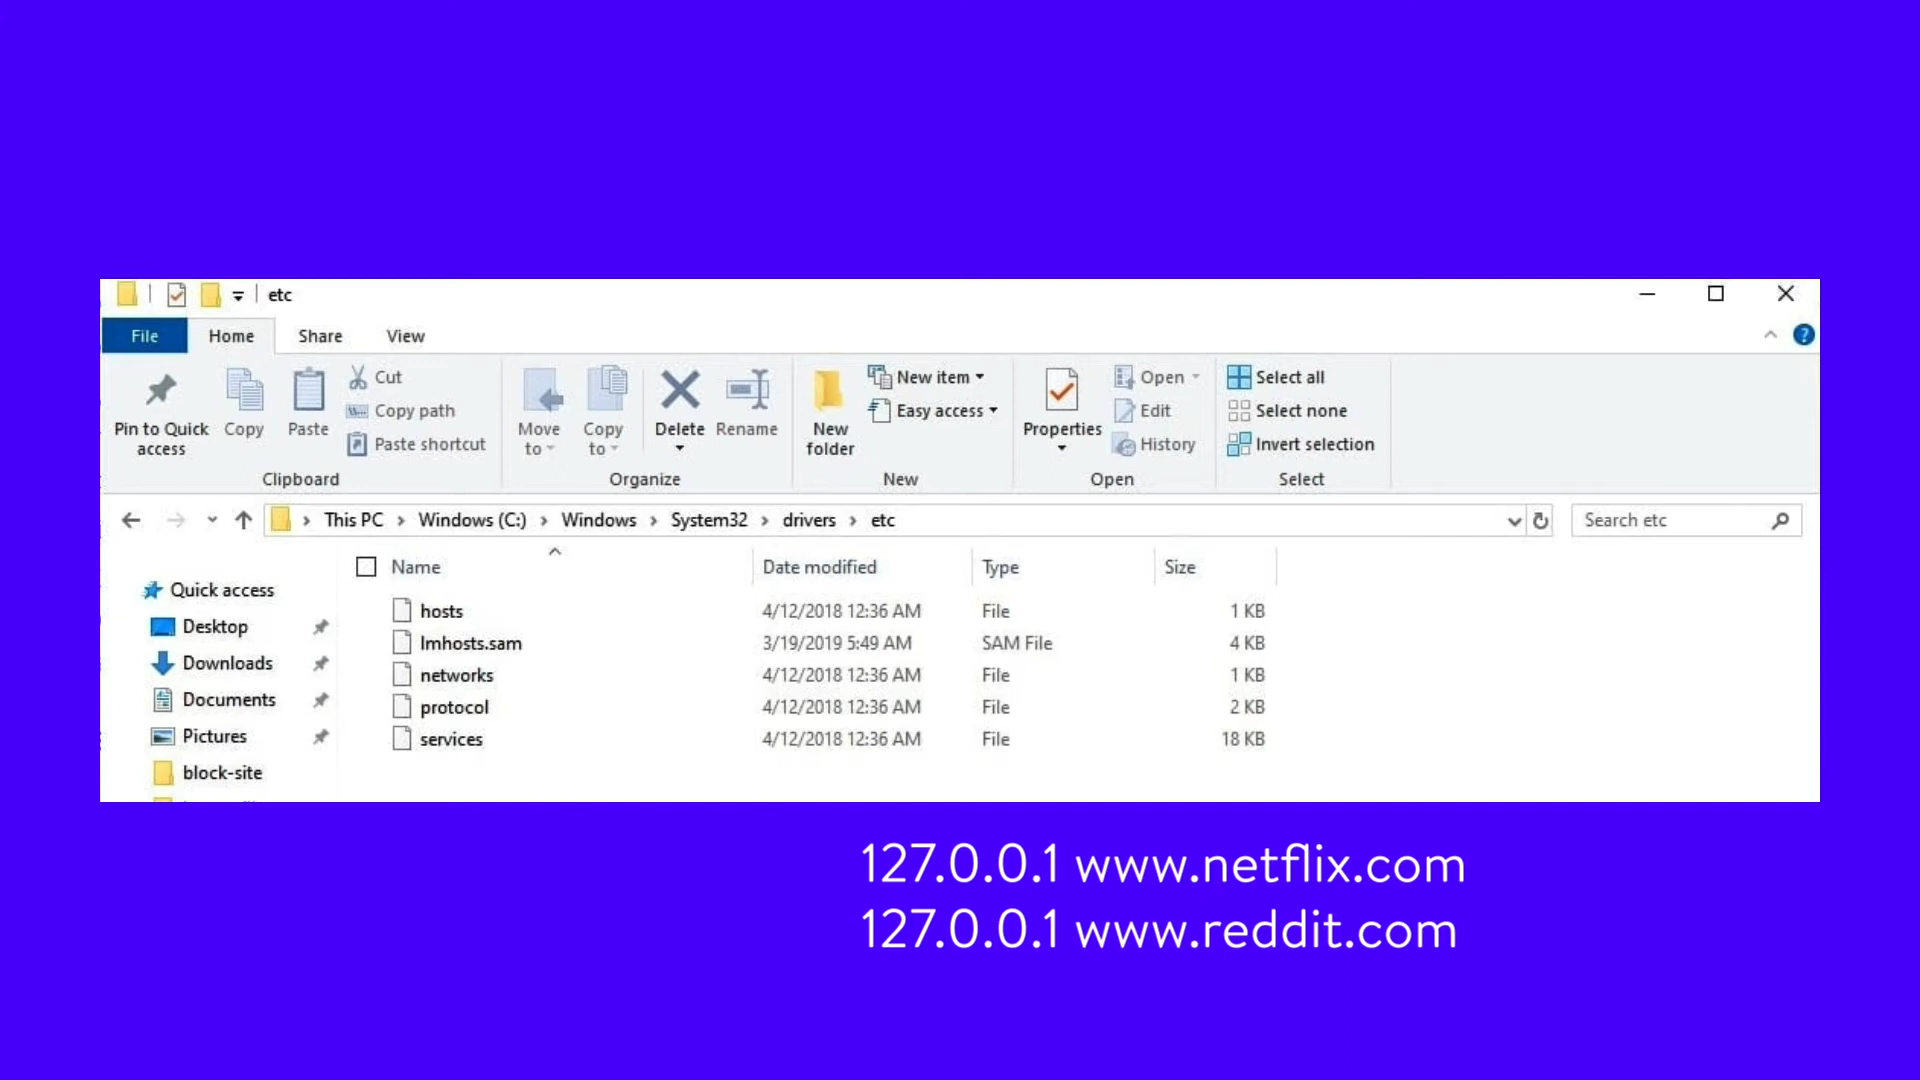 etc
File Home Share View
Pin to Quick access
Copy
Paste
Cut
Copy path
Paste shortcut
Clipboard
Move to
Copy to
Delete
Rename
Organize
New folder
New item
Easy access
New
Properties
Open
Edit
History
Open
Select all
Select none
Invert selection
Select
This PC > Windows (C:) > Windows > System32 > drivers > etc
Search etc
Quick access
Desktop
Downloads
Documents
Pictures
block-site
Name Date modified Type Size
hosts 4/12/2018 12:36 AM File 1 KB
lmhosts.sam 3/19/2019 5:49 AM SAM File 4 KB
networks 4/12/2018 12:36 AM File 1 KB
protocol 4/12/2018 12:36 AM File 2 KB
services 4/12/2018 12:36 AM File 18 KB
127.0.0.1 www.netflix.com
127.0.0.1 www.reddit.com